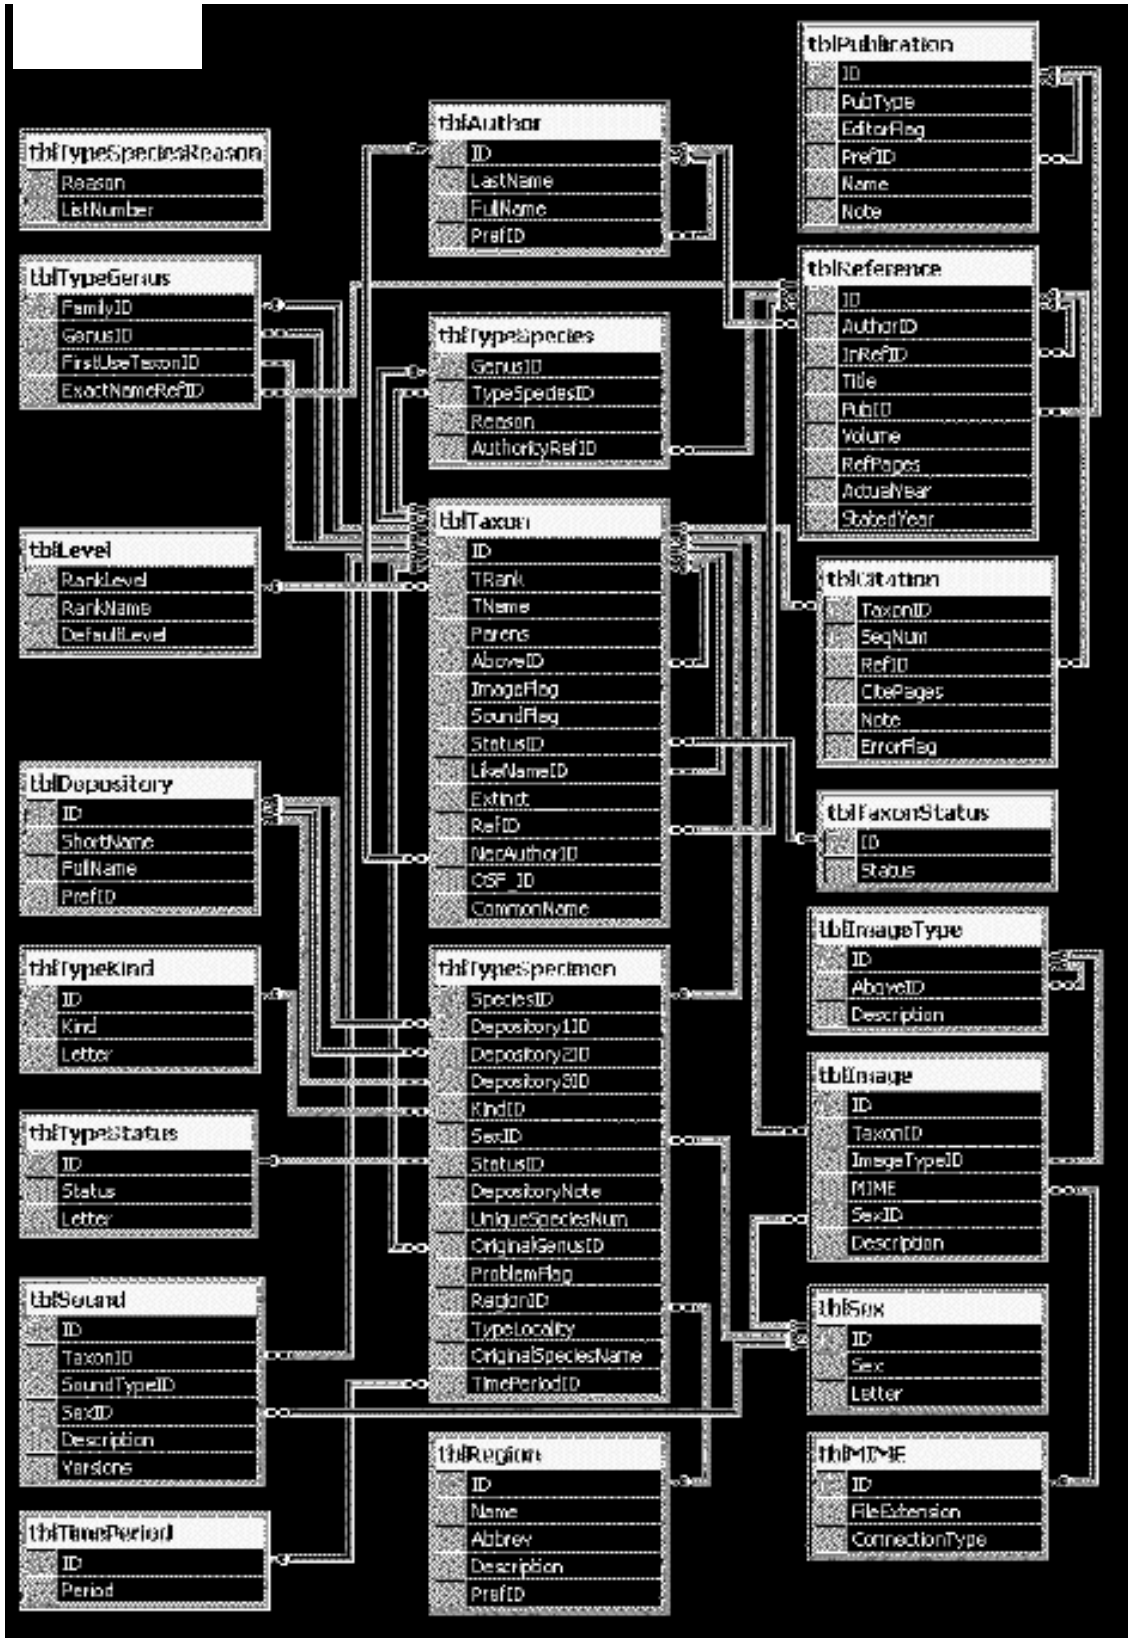 tblTypeSpeciesReason
Reason
ListNumber
tblTypeGenus
FamilyID
GenusID
FirstUseTaxonID
ExactNameRefID
tblLevel
RankLevel
RankName
DefaultLevel
tblDepository
ID
ShortName
FullName
PrefID
tblTypeKind
ID
Kind
Letter
tblTypeStatus
ID
Status
Letter
tblSound
ID
TaxonID
SoundTypeID
SexID
Description
Versions
tblTimePeriod
ID
Period
tblAuthor
ID
LastName
FullName
PrefID
tblTypeSpecies
GenusID
TypeSpeciesID
Reason
AuthorityRefID
tblTaxon
ID
TRank
TName
Parens
AboveID
ImageFlag
SoundFlag
StatusID
LikeNameID
Extinct
RefID
NecAuthorID
OSF_ID
CommonName
tblTypeSpecimen
SpeciesID
Depository1ID
Depository2ID
Depository3ID
KindID
SexID
StatusID
DepositoryNote
UniqueSpeciesNum
OriginalGenusID
ProblemFlag
RegionID
TypeLocality
OriginalSpeciesName
TimePeriodID
tblRegion
ID
Name
Abbrev
Description
PrefID
tblPublication
ID
PubType
EditorFlag
PrefID
Name
Note
tblReference
ID
AuthorID
InRefID
Title
PubID
Volume
RefPages
ActualYear
StatedYear
tblCitation
TaxonID
SeqNum
RefID
CitePages
Note
ErrorFlag
tblTaxonStatus
ID
Status
tblImageType
ID
AboveID
Description
tblImage
ID
TaxonID
ImageTypeID
MIME
SexID
Description
tblSex
ID
Sex
Letter
tblMIME
ID
FileExtension
ConnectionType